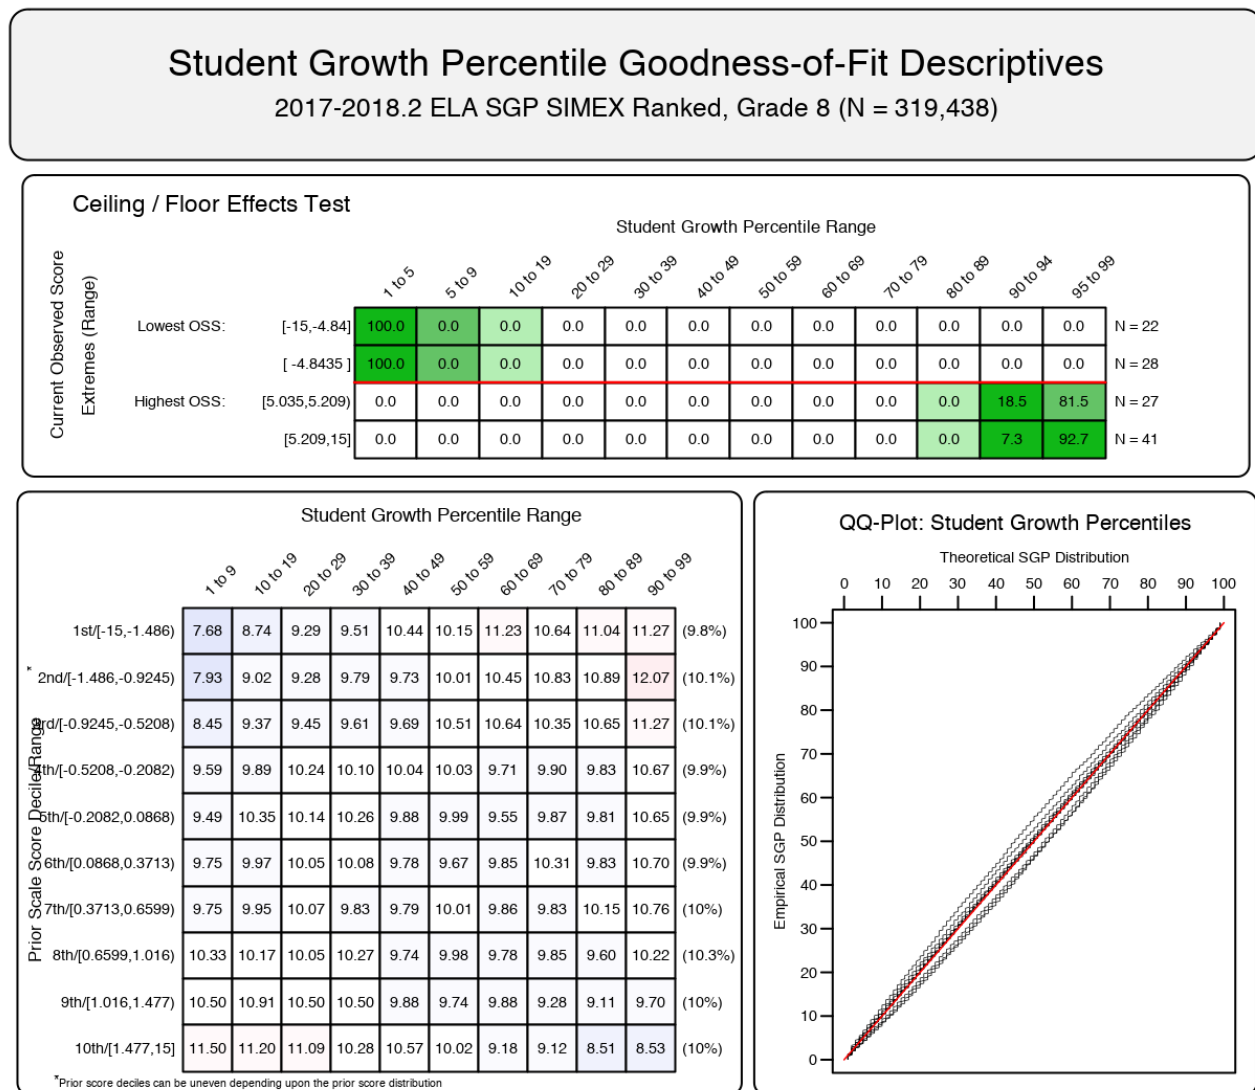 Student Growth Percentile Goodness-of-Fit Descriptives
2017-2018.2 ELA SGP SIMEX Ranked, Grade 8 (N = 319,438)
Ceiling / Floor Effects Test
Student Growth Percentile Range
Current Observed Score
Extremes (Range)
1 to 5 5 to 9 10 to 19 20 to 29 30 to 39 40 to 49 50 to 59 60 to 69 70 to 79 80 to 89 90 to 94 95 to 99
Lowest OSS: [-15,-4.84] 100.0 0.0 0.0 0.0 0.0 0.0 0.0 0.0 0.0 0.0 0.0 0.0 N = 22
[ -4.8435 ] 100.0 0.0 0.0 0.0 0.0 0.0 0.0 0.0 0.0 0.0 0.0 0.0 N = 28
Highest OSS: [5.035,5.209) 0.0 0.0 0.0 0.0 0.0 0.0 0.0 0.0 0.0 0.0 18.5 81.5 N = 27
[5.209,15] 0.0 0.0 0.0 0.0 0.0 0.0 0.0 0.0 0.0 0.0 7.3 92.7 N = 41
Student Growth Percentile Range
1 to 9 10 to 19 20 to 29 30 to 39 40 to 49 50 to 59 60 to 69 70 to 79 80 to 89 90 to 99
Prior Scale Score Decile/Range
*
1st/[-15,-1.486) 7.68 8.74 9.29 9.51 10.44 10.15 11.23 10.64 11.04 11.27 (9.8%)
2nd/[-1.486,-0.9245) 7.93 9.02 9.28 9.79 9.73 10.01 10.45 10.83 10.89 12.07 (10.1%)
3rd/[-0.9245,-0.5208) 8.45 9.37 9.45 9.61 9.69 10.51 10.64 10.35 10.65 11.27 (10.1%)
4th/[-0.5208,-0.2082) 9.59 9.89 10.24 10.10 10.04 10.03 9.71 9.90 9.83 10.67 (9.9%)
5th/[-0.2082,0.0868) 9.49 10.35 10.14 10.26 9.88 9.99 9.55 9.87 9.81 10.65 (9.9%)
6th/[0.0868,0.3713) 9.75 9.97 10.05 10.08 9.78 9.67 9.85 10.31 9.83 10.70 (9.9%)
7th/[0.3713,0.6599) 9.75 9.95 10.07 9.83 9.79 10.01 9.86 9.83 10.15 10.76 (10%)
8th/[0.6599,1.016) 10.33 10.17 10.05 10.27 9.74 9.98 9.78 9.85 9.60 10.22 (10.3%)
9th/[1.016,1.477) 10.50 10.91 10.50 10.50 9.88 9.74 9.88 9.28 9.11 9.70 (10%)
10th/[1.477,15] 11.50 11.20 11.09 10.28 10.57 10.02 9.18 9.12 8.51 8.53 (10%)
*Prior score deciles can be uneven depending upon the prior score distribution
QQ-Plot: Student Growth Percentiles
Theoretical SGP Distribution
0 10 20 30 40 50 60 70 80 90 100
Empirical SGP Distribution
100
90
80
70
60
50
40
30
20
10
0